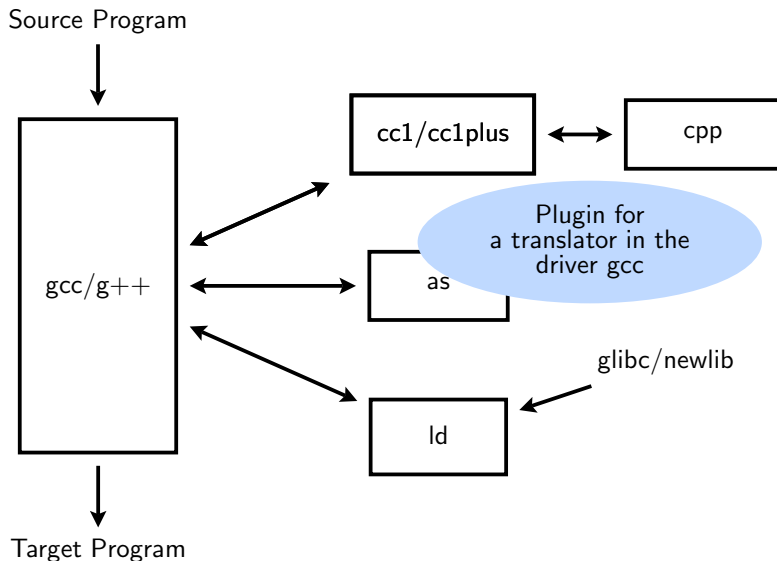 Source Program
cc1/cc1plus
cpp
Plugin for
a translator in the
driver gcc
gcc/g++
as
glibc/newlib
ld
Target Program